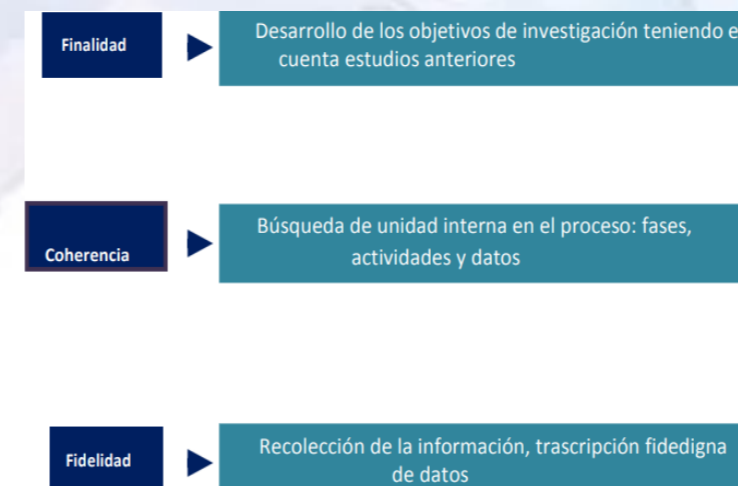 Finalidad
Desarrollo de los objetivos de investigación teniendo e
cuenta estudios anteriores
Coherencia
Búsqueda de unidad interna en el proceso: fases,
actividades y datos
Fidelidad
Recolección de la información, trascripción fidedigna
de datos